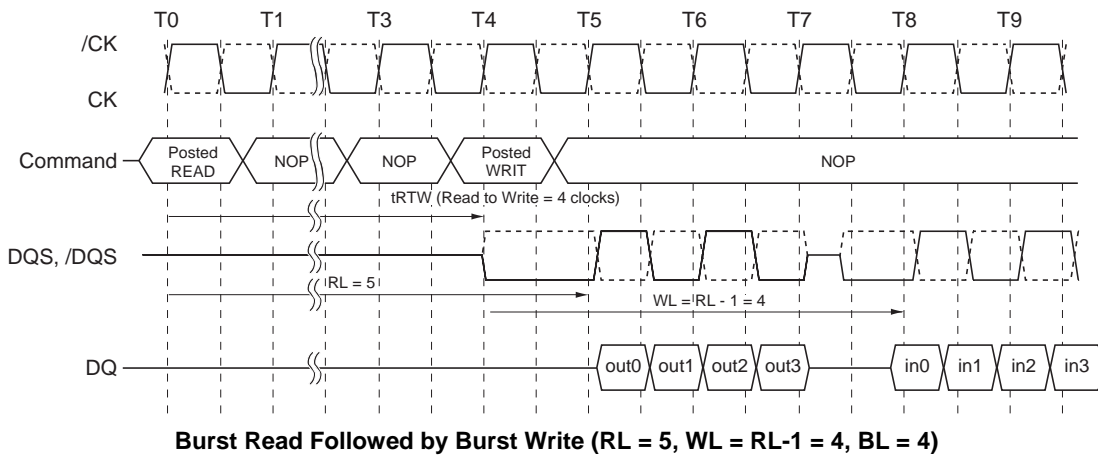 T0 T1 T3 T4 T5 T6 T7 T8 T9
/CK
CK
Command
Posted READ
NOP
NOP
Posted WRIT
NOP
tRTW (Read to Write = 4 clocks)
DQS, /DQS
RL = 5
WL = RL - 1 = 4
DQ
out0 out1 out2 out3 in0 in1 in2 in3
Burst Read Followed by Burst Write (RL = 5, WL = RL-1 = 4, BL = 4)